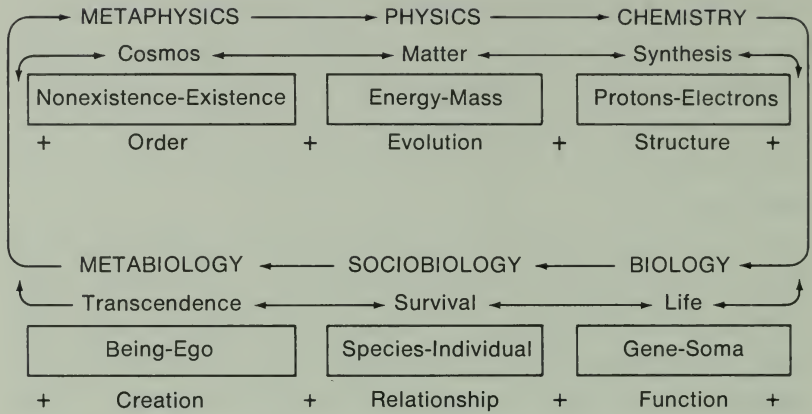 METAPHYSICS PHYSICS CHEMISTRY
Cosmos Matter Synthesis
Nonexistence-Existence Energy-Mass Protons-Electrons
+ Order + Evolution + Structure +
METABIOLOGY SOCIOBIOLOGY BIOLOGY
Transcendence Survival Life
Being-Ego Species-Individual Gene-Soma
+ Creation + Relationship + Function +